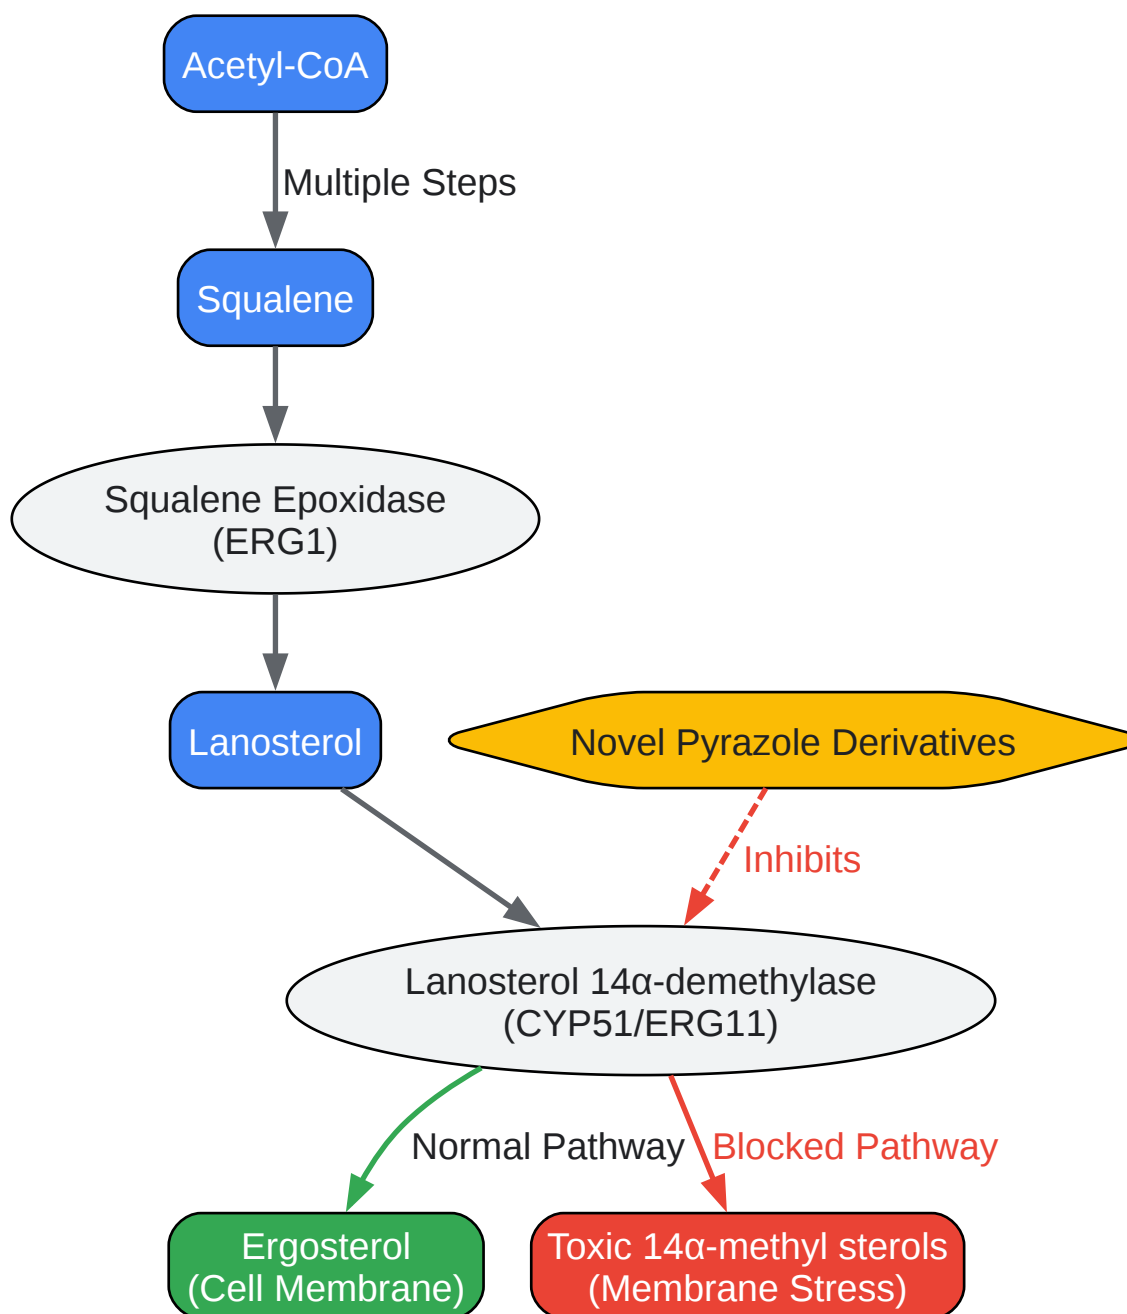 Acetyl-CoA
Multiple Steps
Squalene
Squalene Epoxidase
(ERG1)
Lanosterol
Novel Pyrazole Derivatives
Inhibits
Lanosterol 14α-demethylase
(CYP51/ERG11)
Normal Pathway
Blocked Pathway
Ergosterol
(Cell Membrane)
Toxic 14α-methyl sterols
(Membrane Stress)